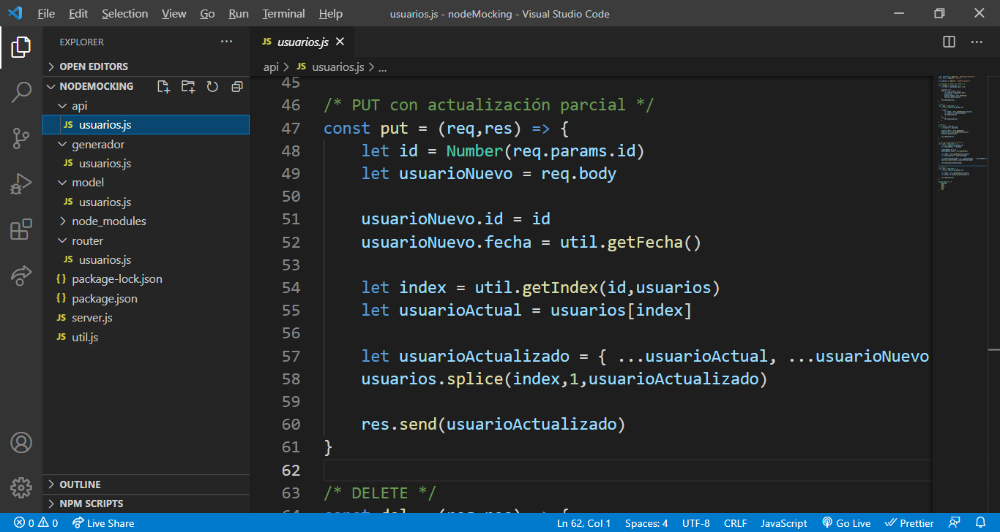 File Edit Selection View Go Run Terminal Help usuarios.js - nodeMocking - Visual Studio Code
EXPLORER
OPEN EDITORS
NODEMOCKING
api
JS usuarios.js
generador
JS usuarios.js
model
JS usuarios.js
node_modules
router
JS usuarios.js
{} package-lock.json
{} package.json
JS server.js
JS util.js
OUTLINE
NPM SCRIPTS
JS usuarios.js
api > JS usuarios.js > ...
45
46 /* PUT con actualización parcial */
47 const put = (req,res) => {
48 let id = Number(req.params.id)
49 let usuarioNuevo = req.body
50
51 usuarioNuevo.id = id
52 usuarioNuevo.fecha = util.getFecha()
53
54 let index = util.getIndex(id,usuarios)
55 let usuarioActual = usuarios[index]
56
57 let usuarioActualizado = { ...usuarioActual, ...usuarioNuevo
58 usuarios.splice(index,1,usuarioActualizado)
59
60 res.send(usuarioActualizado)
61 }
62
63 /* DELETE */
0 0 Live Share Ln 62, Col 1 Spaces: 4 UTF-8 CRLF JavaScript Go Live Prettier